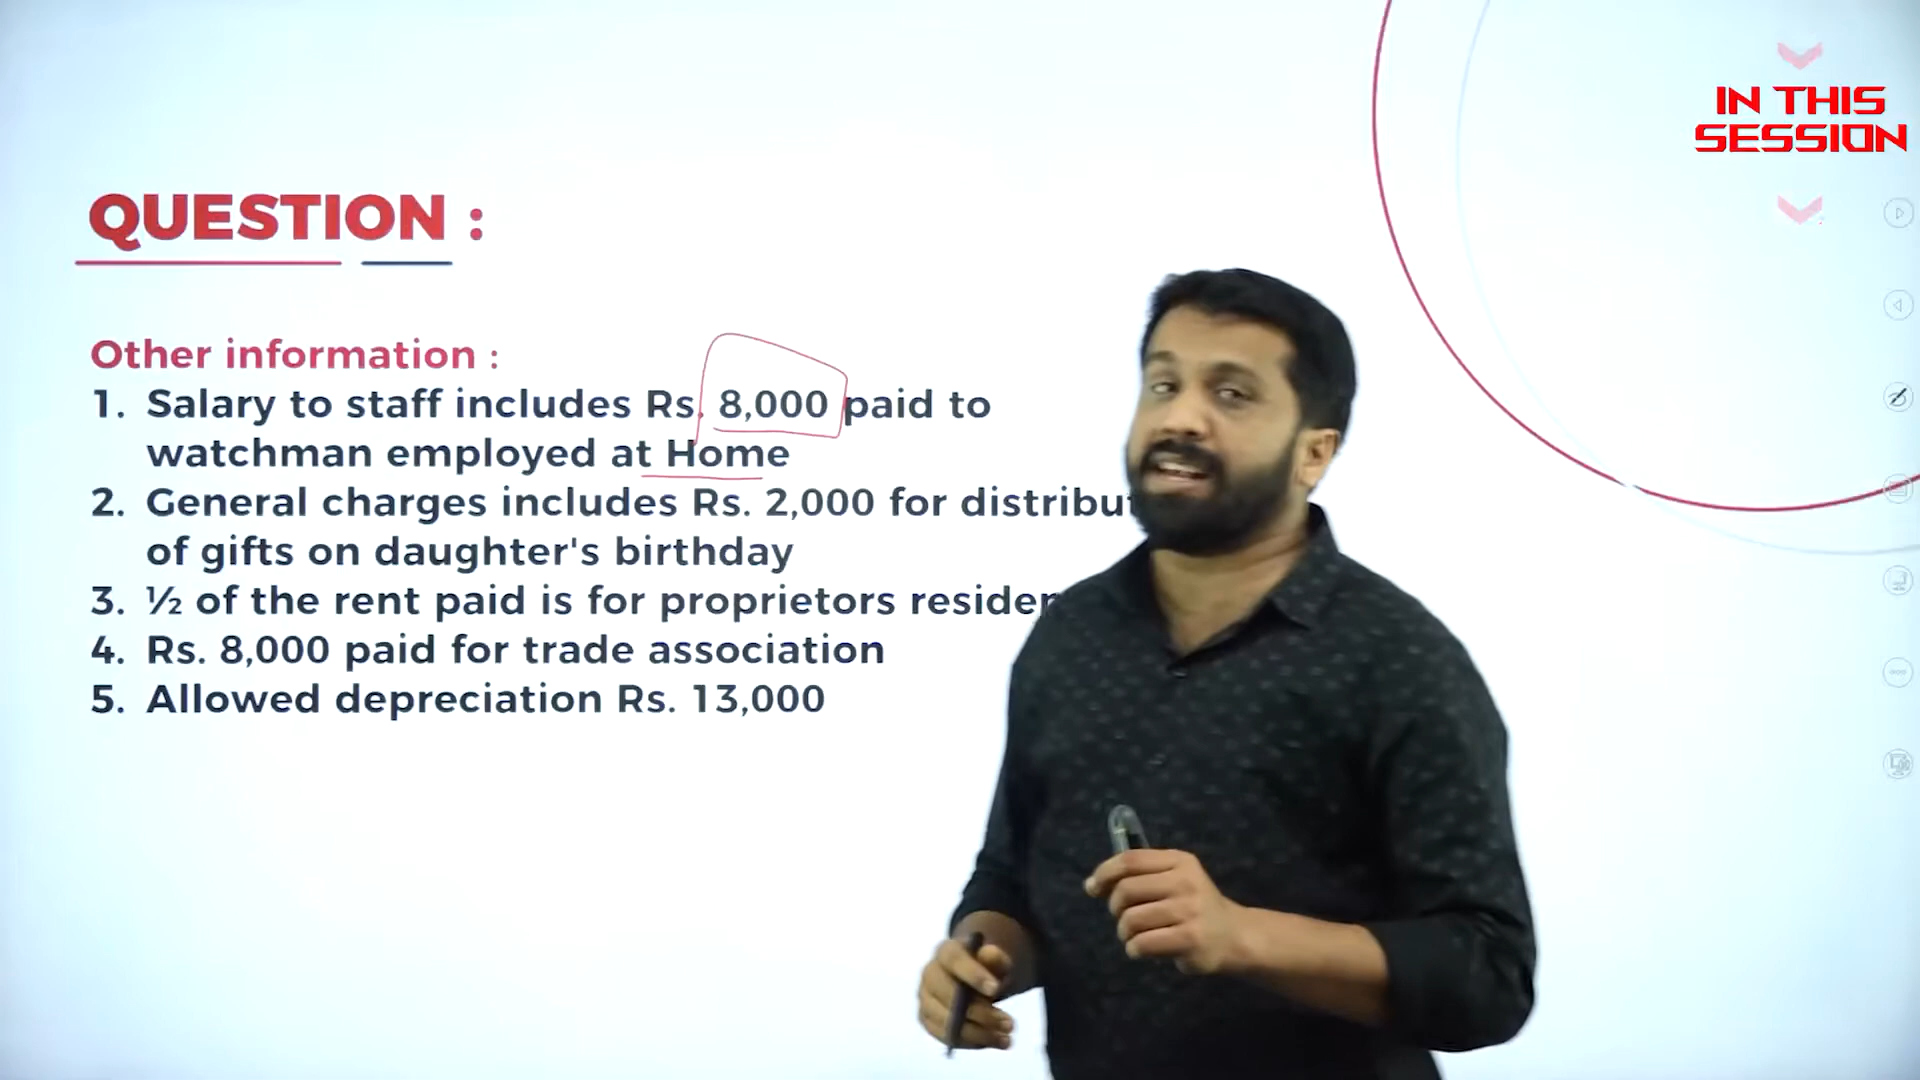 IN THIS
SESSION
QUESTION :
Other information :
1. Salary to staff includes Rs. 8,000 paid to
watchman employed at Home
2. General charges includes Rs. 2,000 for
of gifts on daughter's birthday
3. ½ of the rent paid is for proprietors
4. Rs. 8,000 paid for trade association
5. Allowed depreciation Rs. 13,000